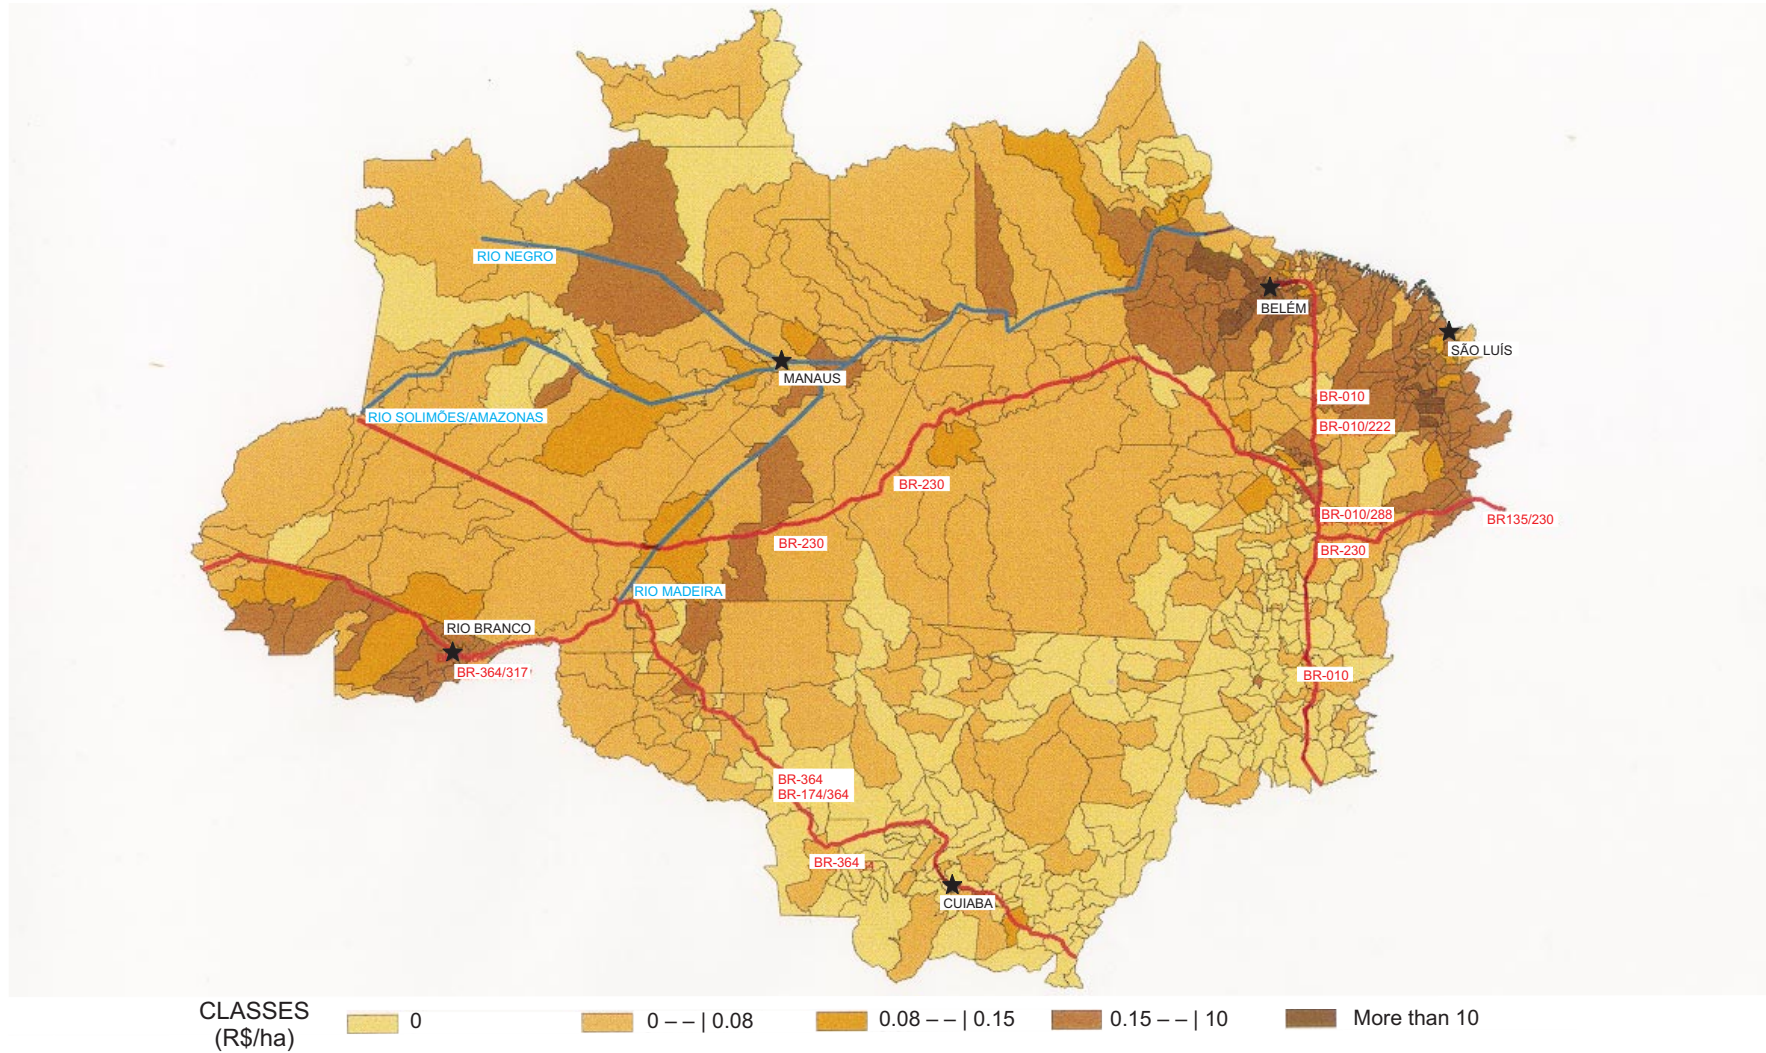 RIO NEGRO
BELÉM
SÃO LUÍS
MANAUS
BR-010
RIO SOLIMÕES/AMAZONAS
BR-010/222
BR-230
BR-010/288
BR135/230
BR-230
BR-230
RIO MADEIRA
RIO BRANCO
BR-364/317
BR-010
BR-364
BR-174/364
BR-364
CUIABA
CLASSES
(R$/ha)
0
0 – – | 0.08
0.08 – – | 0.15
0.15 – – | 10
More than 10